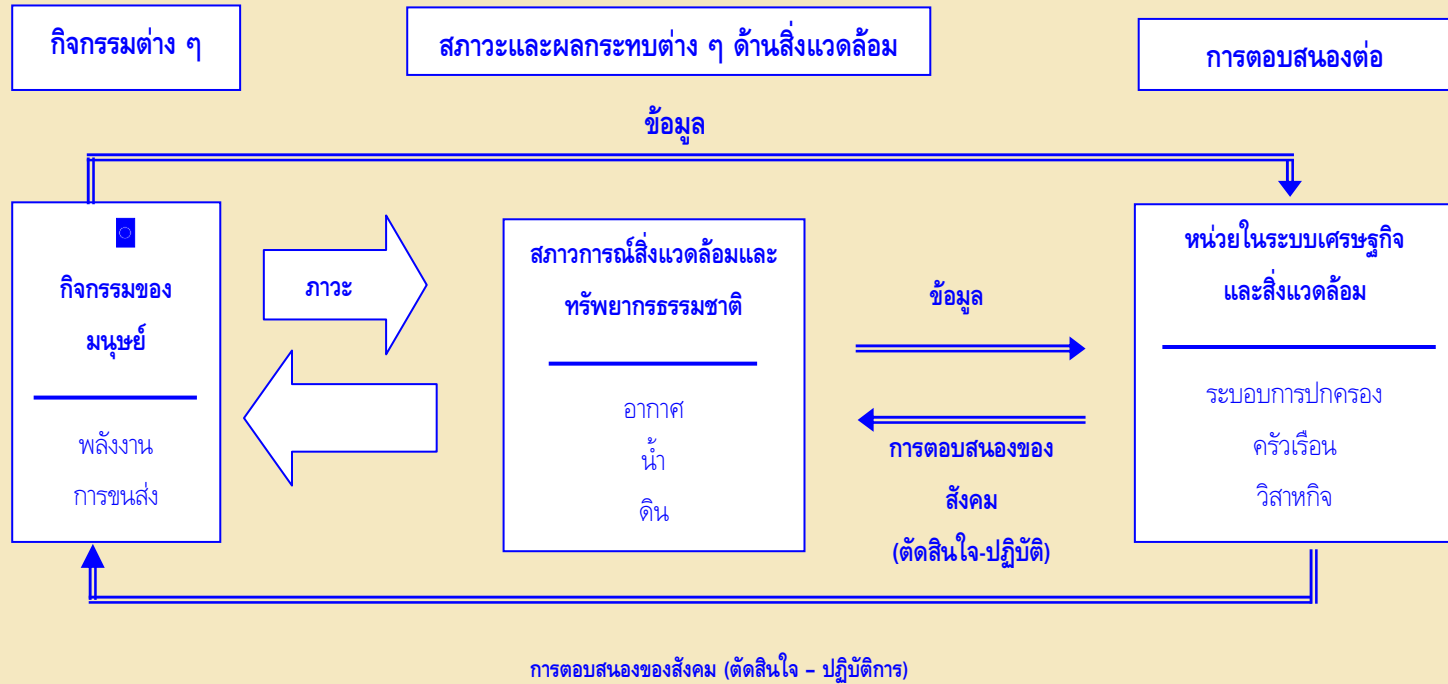 กิจกรรมต่าง ๆ
สภาวะและผลกระทบต่าง ๆ ด้านสิ่งแวดล้อม
การตอบสนองต่อ
ข้อมูล
กิจกรรมของ
มนุษย์
พลังงาน
การขนส่ง
ภาวะ
สภาวการณ์สิ่งแวดล้อมและ
ทรัพยากรธรรมชาติ
อากาศ
น้ำ
ดิน
ข้อมูล
การตอบสนองของ
สังคม
(ตัดสินใจ-ปฏิบัติ)
หน่วยในระบบเศรษฐกิจ
และสิ่งแวดล้อม
ระบอบการปกครอง
ครัวเรือน
วิสาหกิจ
การตอบสนองของสังคม (ตัดสินใจ – ปฏิบัติการ)